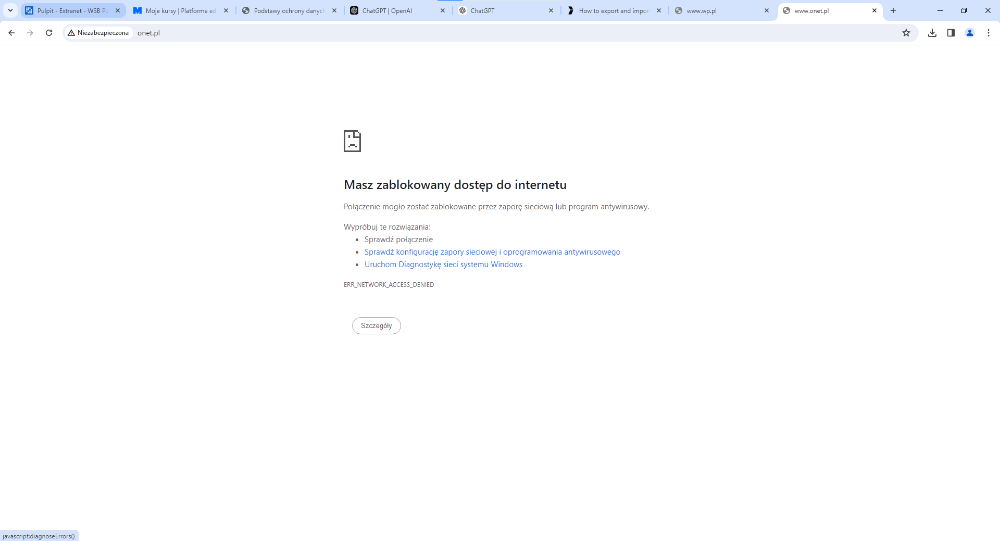 Pulpit - Extranet - WSB Po
Moje kursy | Platforma ed
Podstawy ochrony danych
ChatGPT | OpenAI
ChatGPT
How to export and impor
www.wp.pl
www.onet.pl
Niezabezpieczona
onet.pl
Masz zablokowany dostęp do internetu
Połączenie mogło zostać zablokowane przez zaporę sieciową lub program antywirusowy.
Wypróbuj te rozwiązania:
Sprawdź połączenie
Sprawdź konfigurację zapory sieciowej i oprogramowania antywirusowego
Uruchom Diagnostykę sieci systemu Windows
ERR_NETWORK_ACCESS_DENIED
Szczegóły
javascript:diagnoseErrors()